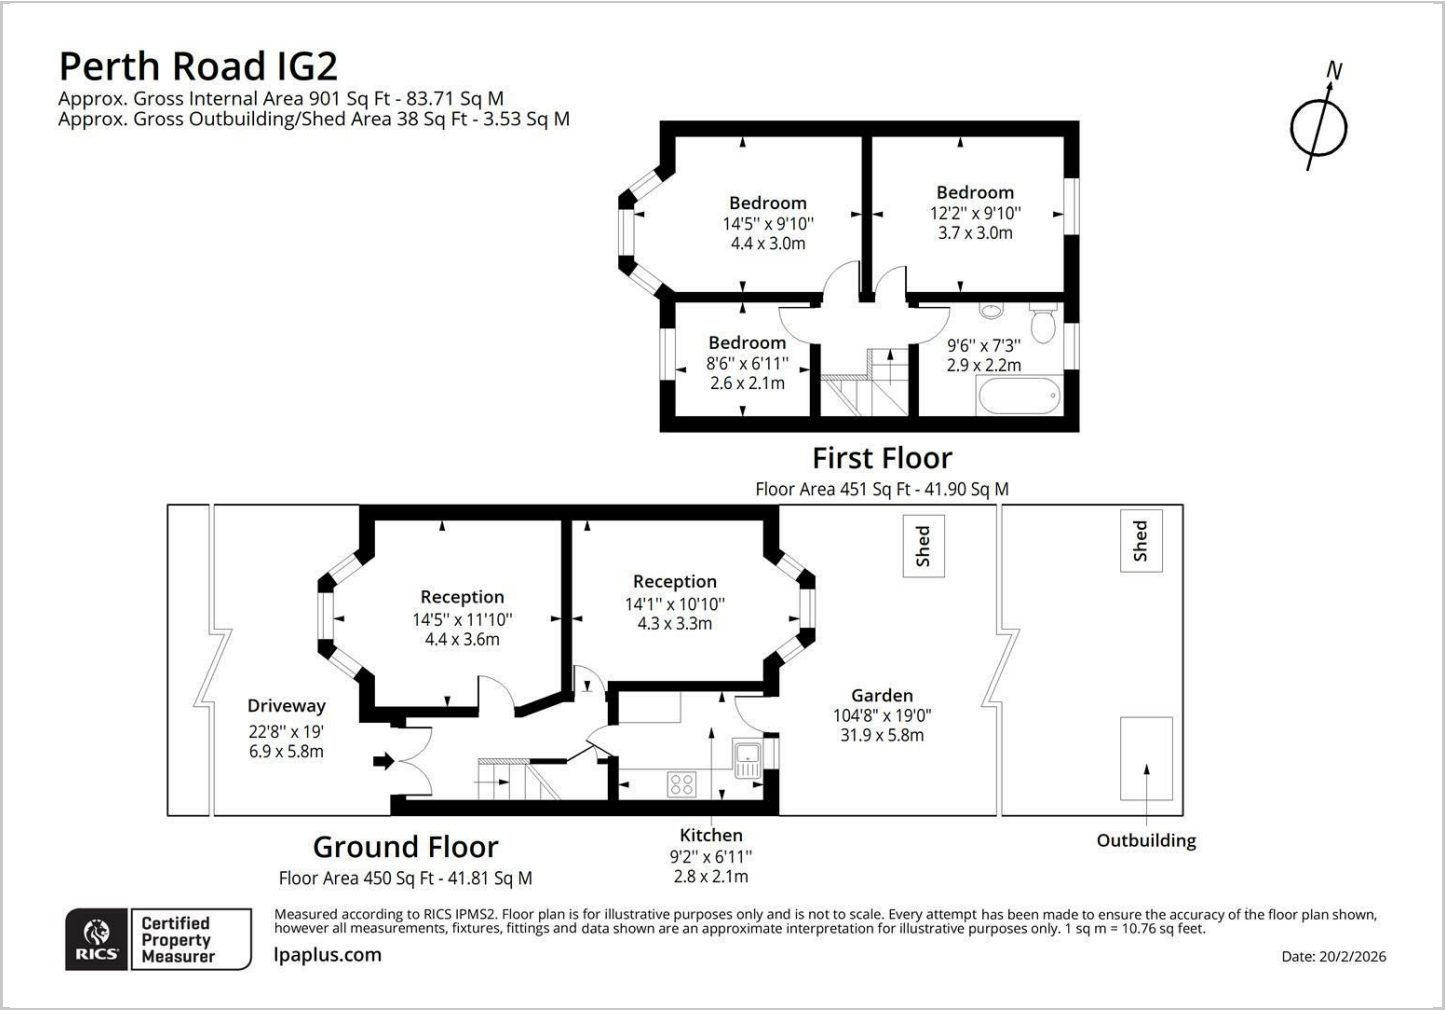 Perth Road IG2
Approx. Gross Internal Area 901 Sq Ft - 83.71 Sq M
Approx. Gross Outbuilding/Shed Area 38 Sq Ft - 3.53 Sq M
N
Bedroom
14'5'' x 9'10''
4.4 x 3.0m
Bedroom
12'2'' x 9'10''
3.7 x 3.0m
Bedroom
8'6'' x 6'11''
2.6 x 2.1m
9'6'' x 7'3''
2.9 x 2.2m
First Floor
Floor Area 451 Sq Ft - 41.90 Sq M
Reception
14'5'' x 11'10''
4.4 x 3.6m
Reception
14'1'' x 10'10''
4.3 x 3.3m
Shed
Shed
Driveway
22'8'' x 19'
6.9 x 5.8m
Garden
104'8" x 19'0"
31.9 x 5.8m
Kitchen
9'2'' x 6'11''
2.8 x 2.1m
Outbuilding
Ground Floor
Floor Area 450 Sq Ft - 41.81 Sq M
RICS
Certified
Property
Measurer
Measured according to RICS IPMS2. Floor plan is for illustrative purposes only and is not to scale. Every attempt has been made to ensure the accuracy of the floor plan shown,
however all measurements, fixtures, fittings and data shown are an approximate interpretation for illustrative purposes only. 1 sq m = 10.76 sq feet.
lpaplus.com
Date: 20/2/2026